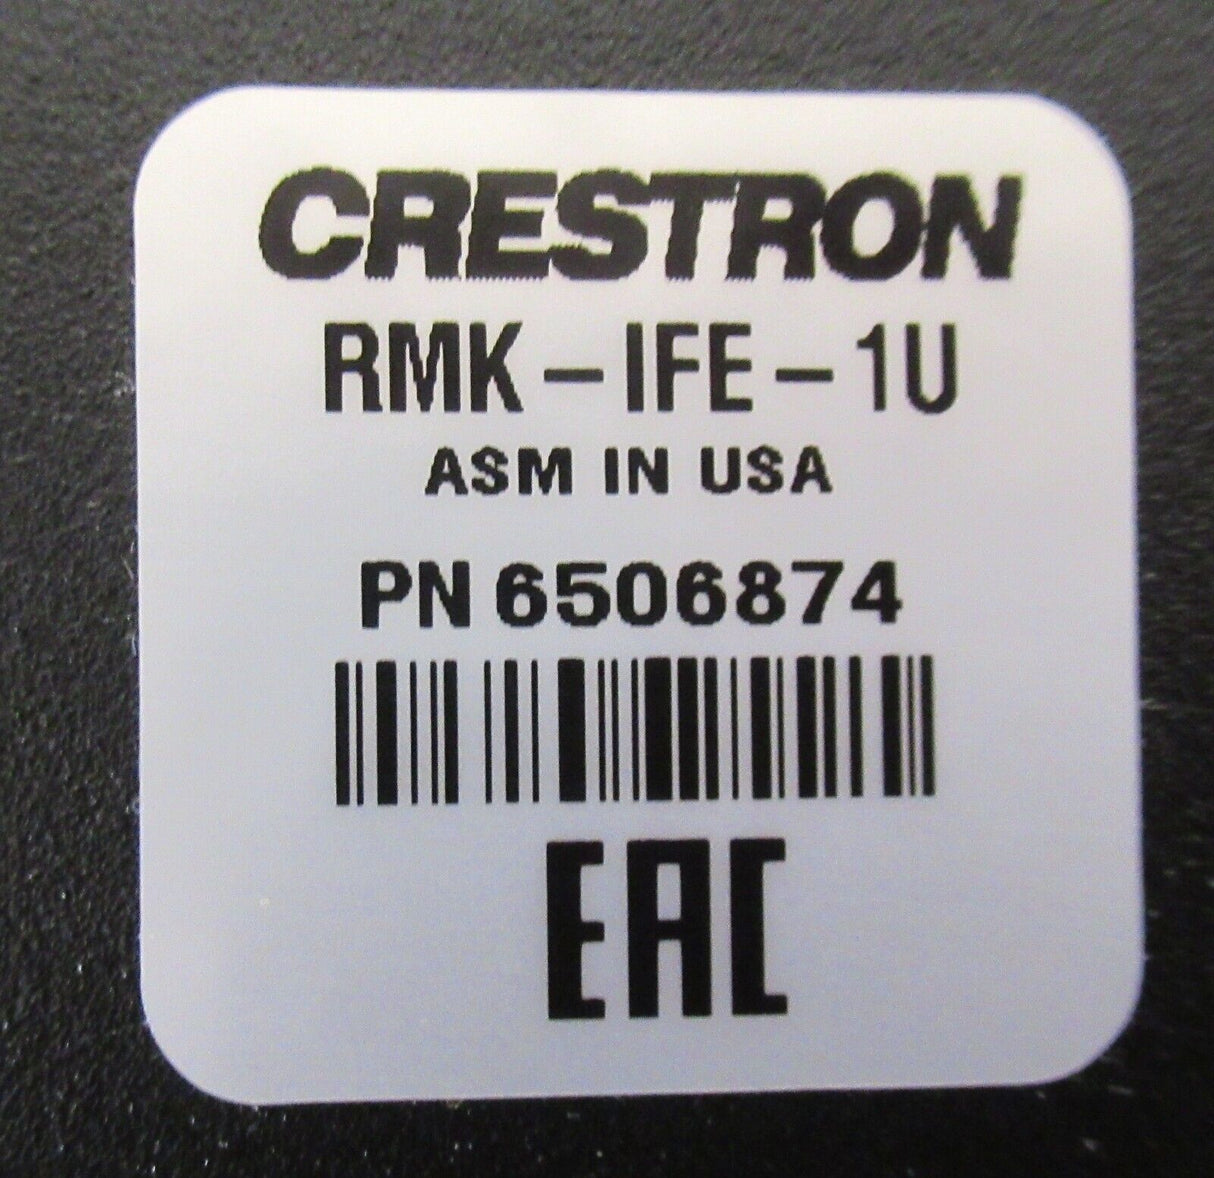 CRESTRON
RMK-IFE-1U
ASM IN USA
PN 6506874
EAC